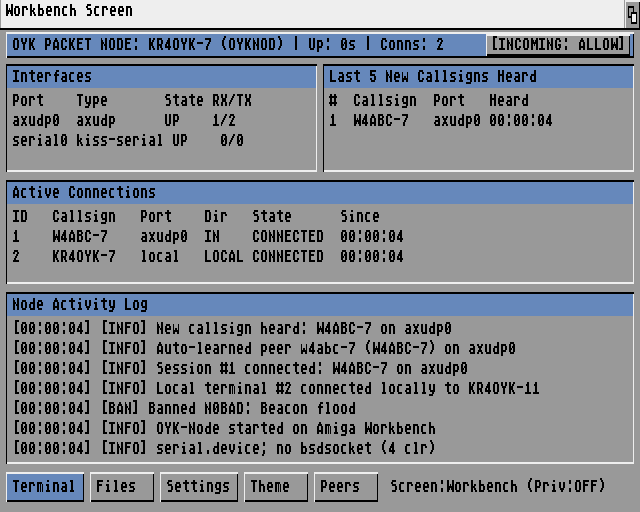 Workbench Screen
OYK PACKET NODE: KR4OYK-7 (OYKNOD) | Up: 0s | Conns: 2 [INCOMING: ALLOW]
Interfaces
Port Type State RX/TX
axudp0 axudp UP 1/2
serial0 kiss-serial UP 0/0
Last 5 New Callsigns Heard
# Callsign Port Heard
1 W4ABC-7 axudp0 00:00:04
Active Connections
ID Callsign Port Dir State Since
1 W4ABC-7 axudp0 IN CONNECTED 00:00:04
2 KR4OYK-7 local LOCAL CONNECTED 00:00:04
Node Activity Log
[00:00:04] [INFO] New callsign heard: W4ABC-7 on axudp0
[00:00:04] [INFO] Auto-learned peer w4abc-7 (W4ABC-7) on axudp0
[00:00:04] [INFO] Session #1 connected: W4ABC-7 on axudp0
[00:00:04] [INFO] Local terminal #2 connected locally to KR4OYK-11
[00:00:04] [BAN] Banned N0BAD: Beacon flood
[00:00:04] [INFO] OYK-Node started on Amiga Workbench
[00:00:04] [INFO] serial.device; no bsdsocket (4 clr)
Terminal Files Settings Theme Peers Screen:Workbench (Priv:OFF)